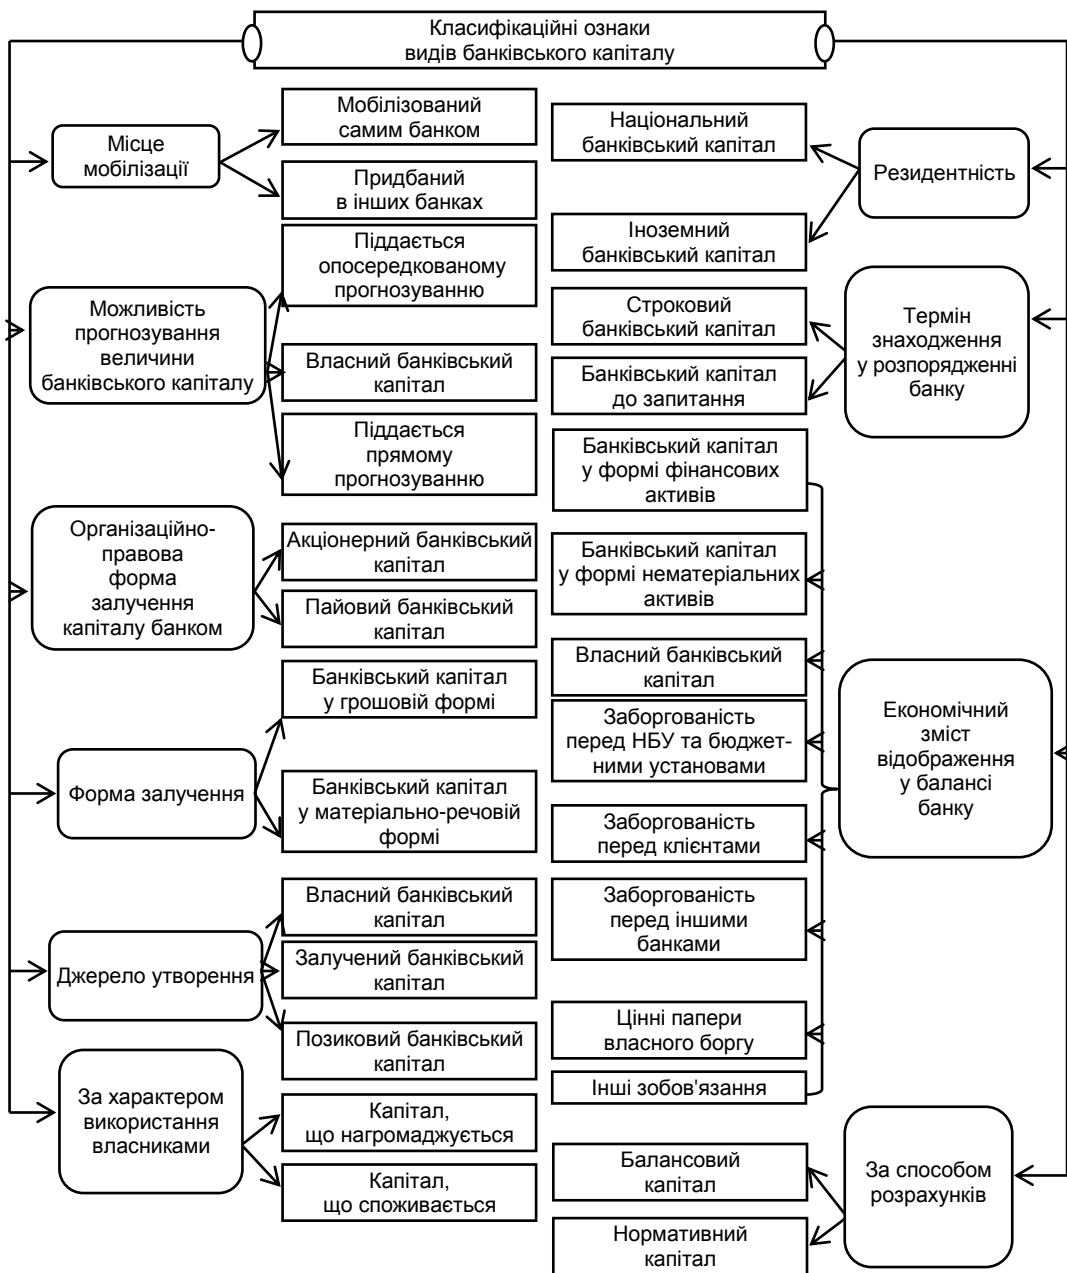 Класифікаційні ознаки
видів банківського капіталу
Місце
мобілізації
Мобілізований
самим банком
Придбаний
в інших банках
Можливість
прогнозування
величини
банківського капіталу
Піддається
опосередкованому
прогнозуванню
Власний банківський
капітал
Піддається
прямому
прогнозуванню
Організаційно-
правова
форма
залучення
капіталу банком
Акціонерний банківський
капітал
Пайовий банківський
капітал
Форма залучення
Банківський капітал
у грошовій формі
Банківський капітал
у матеріально-речовій
формі
Джерело утворення
Власний банківський
капітал
Залучений банківський
капітал
Позиковий банківський
капітал
За характером
використання
власниками
Капітал,
що нагромаджується
Капітал,
що споживається
Національний
банківський капітал
Іноземний
банківський капітал
Резидентність
Строковий
банківський капітал
Банківський капітал
до запитання
Термін
знаходження
у розпорядженні
банку
Банківський капітал
у формі фінансових
активів
Банківський капітал
у формі нематеріальних
активів
Власний банківський
капітал
Заборгованість
перед НБУ та бюджет-
ними установами
Заборгованість
перед клієнтами
Заборгованість
перед іншими
банками
Цінні папери
власного боргу
Інші зобов'язання
Економічний
зміст
відображення
у балансі
банку
Балансовий
капітал
Нормативний
капітал
За способом
розрахунків